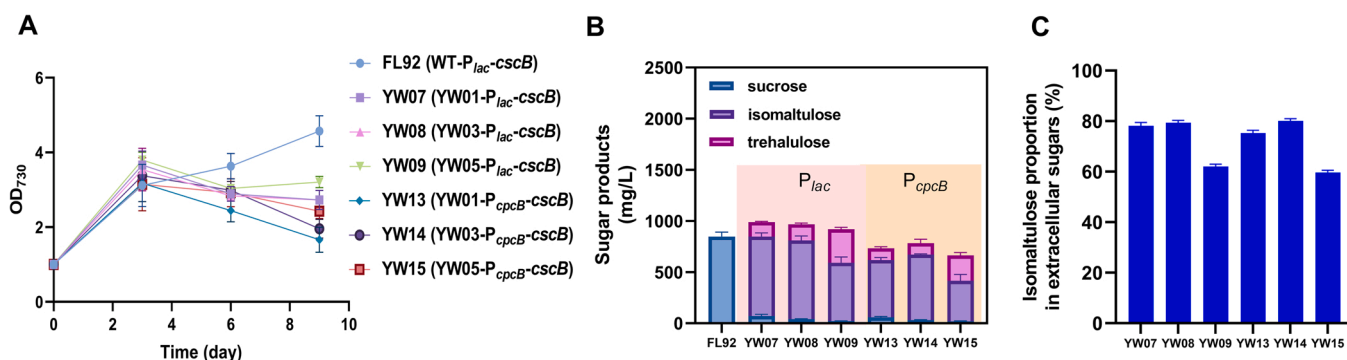 A
OD730
6
4
2
0
0 2 4 6 8 10
Time (day)
FL92 (WT-Plac-cscB)
YW07 (YW01-Plac-cscB)
YW08 (YW03-Plac-cscB)
YW09 (YW05-Plac-cscB)
YW13 (YW01-PcpcB-cscB)
YW14 (YW03-PcpcB-cscB)
YW15 (YW05-PcpcB-cscB)
B
Sugar products
(mg/L)
2500
2000
1500
1000
500
0
sucrose
isomaltulose
trehalulose
Plac PcpcB
FL92 YW07 YW08 YW09 YW13 YW14 YW15
C
Isomaltulose proportion
in extracellular sugars (%)
100
80
60
40
20
0
YW07 YW08 YW09 YW13 YW14 YW15